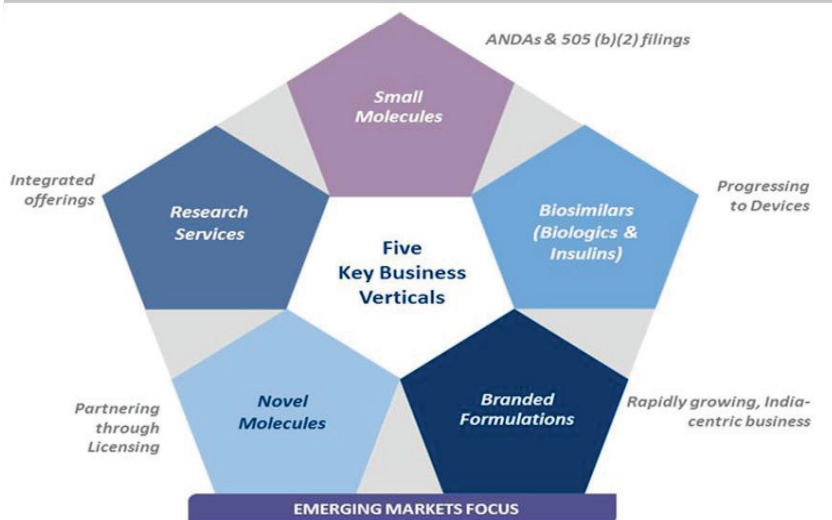 ANDAs & 505 (b)(2) filings
Small
Molecules
Integrated
offerings
Research
Services
Biosimilars
(Biologics &
Insulins)
Progressing
to Devices
Five
Key Business
Verticals
Novel
Molecules
Branded
Formulations
Partnering
through
Licensing
Rapidly growing, India-
centric business
EMERGING MARKETS FOCUS